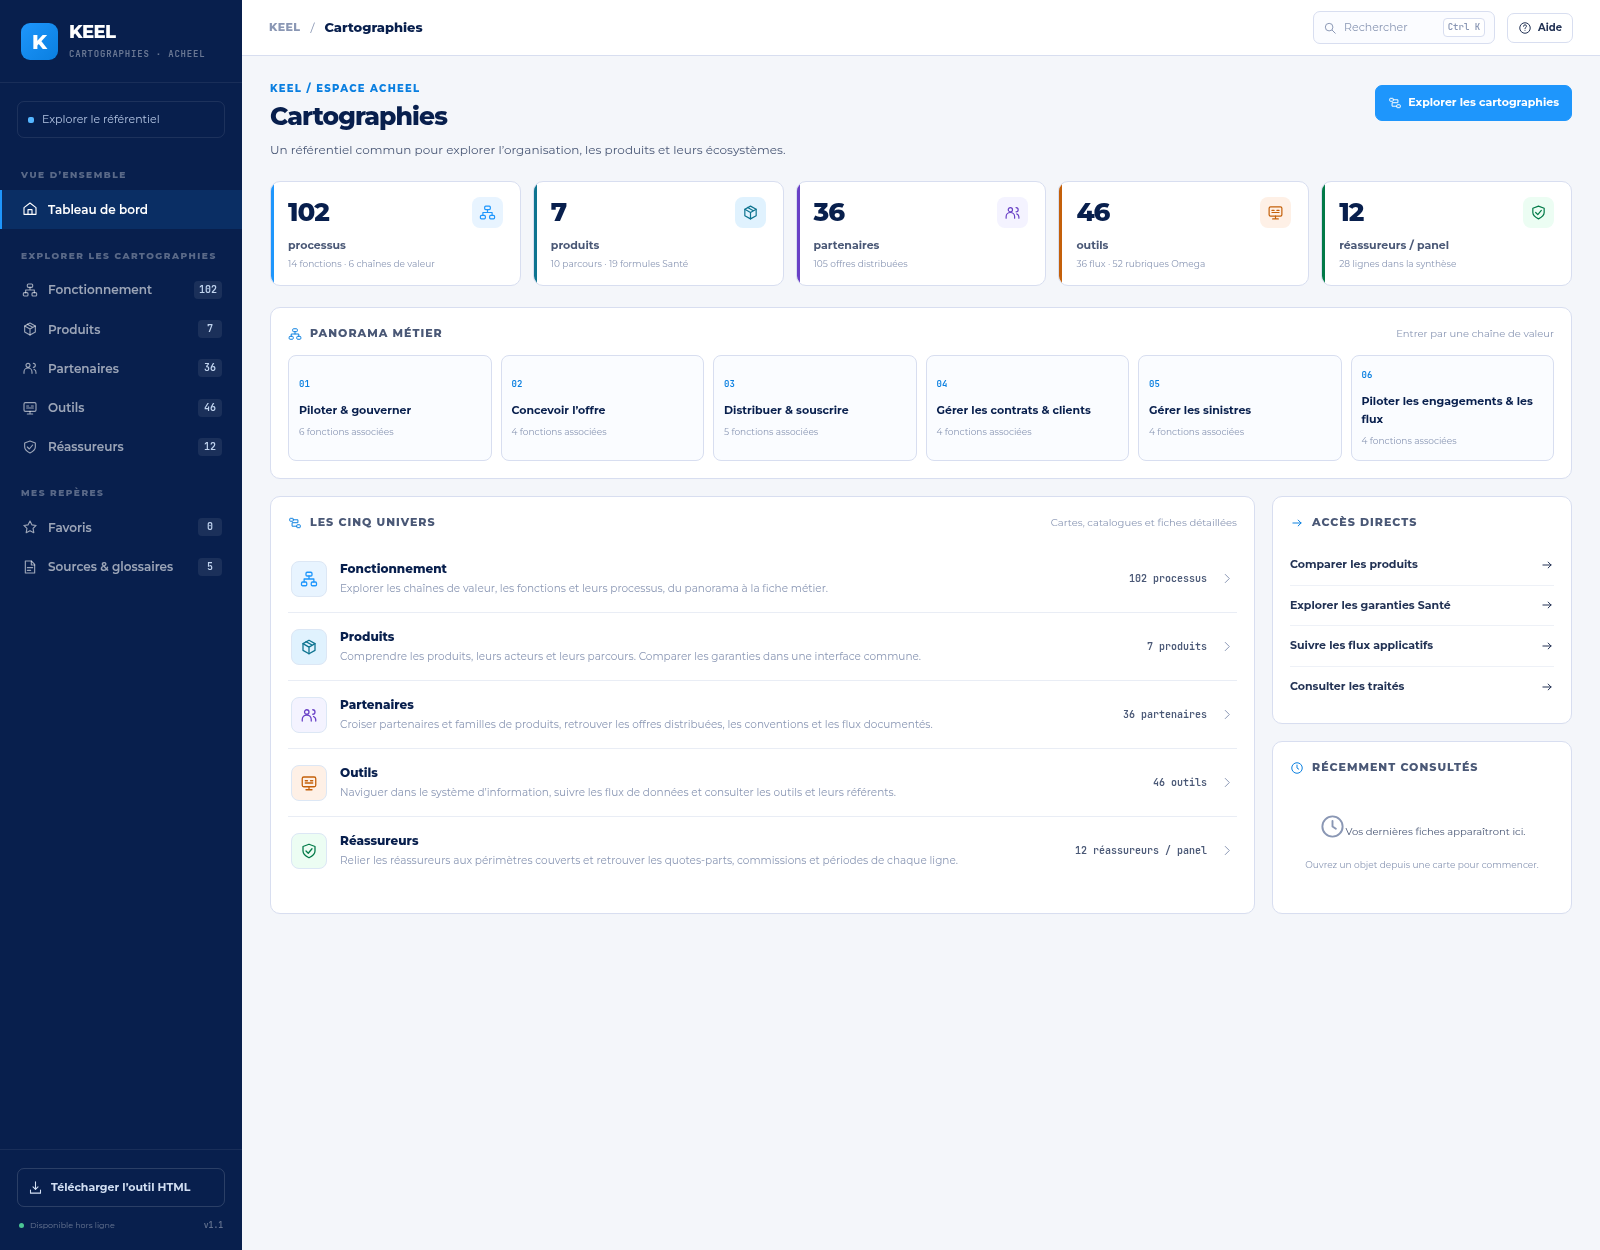 K
KEEL
CARTOGRAPHIES · ACHEEL
Explorer le référentiel
VUE D'ENSEMBLE
Tableau de bord
EXPLORER LES CARTOGRAPHIES
Fonctionnement 102
Produits 7
Partenaires 36
Outils 46
Réassureurs 12
MES REPÈRES
Favoris 0
Sources & glossaires 5
Télécharger l'outil HTML
Disponible hors ligne v1.1
KEEL / Cartographies
Rechercher Ctrl K
Aide
KEEL / ESPACE ACHEEL
Cartographies
Un référentiel commun pour explorer l'organisation, les produits et leurs écosystèmes.
Explorer les cartographies
102
processus
14 fonctions · 6 chaînes de valeur
7
produits
10 parcours · 19 formules Santé
36
partenaires
105 offres distribuées
46
outils
36 flux · 52 rubriques Omega
12
réassureurs / panel
28 lignes dans la synthèse
PANORAMA MÉTIER
Entrer par une chaîne de valeur
01
Piloter & gouverner
6 fonctions associées
02
Concevoir l'offre
4 fonctions associées
03
Distribuer & souscrire
5 fonctions associées
04
Gérer les contrats & clients
4 fonctions associées
05
Gérer les sinistres
4 fonctions associées
06
Piloter les engagements & les
flux
4 fonctions associées
LES CINQ UNIVERS
Cartes, catalogues et fiches détaillées
Fonctionnement
Explorer les chaînes de valeur, les fonctions et leurs processus, du panorama à la fiche métier.
102 processus
Produits
Comprendre les produits, leurs acteurs et leurs parcours. Comparer les garanties dans une interface commune.
7 produits
Partenaires
Croiser partenaires et familles de produits, retrouver les offres distribuées, les conventions et les flux documentés.
36 partenaires
Outils
Naviguer dans le système d'information, suivre les flux de données et consulter les outils et leurs référents.
46 outils
Réassureurs
Relier les réassureurs aux périmètres couverts et retrouver les quotes-parts, commissions et périodes de chaque ligne.
12 réassureurs / panel
ACCÈS DIRECTS
Comparer les produits
Explorer les garanties Santé
Suivre les flux applicatifs
Consulter les traités
RÉCEMMENT CONSULTÉS
Vos dernières fiches apparaîtront ici.
Ouvrez un objet depuis une carte pour commencer.